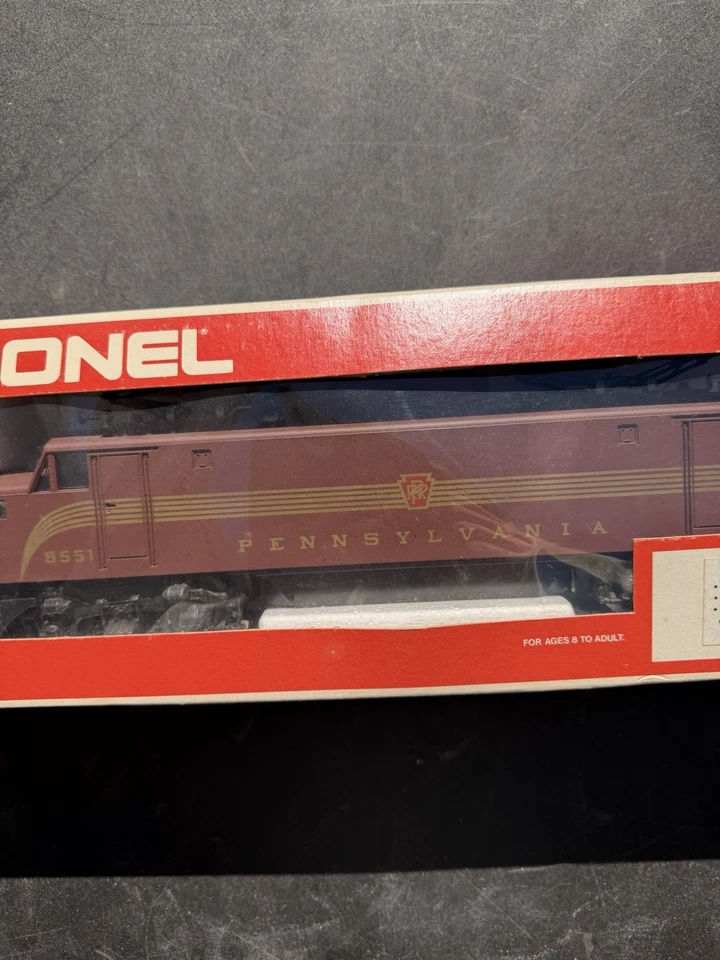 ONEL®
PRR
8551
PENNSYLVANIA
FOR AGES 8 TO ADULT.